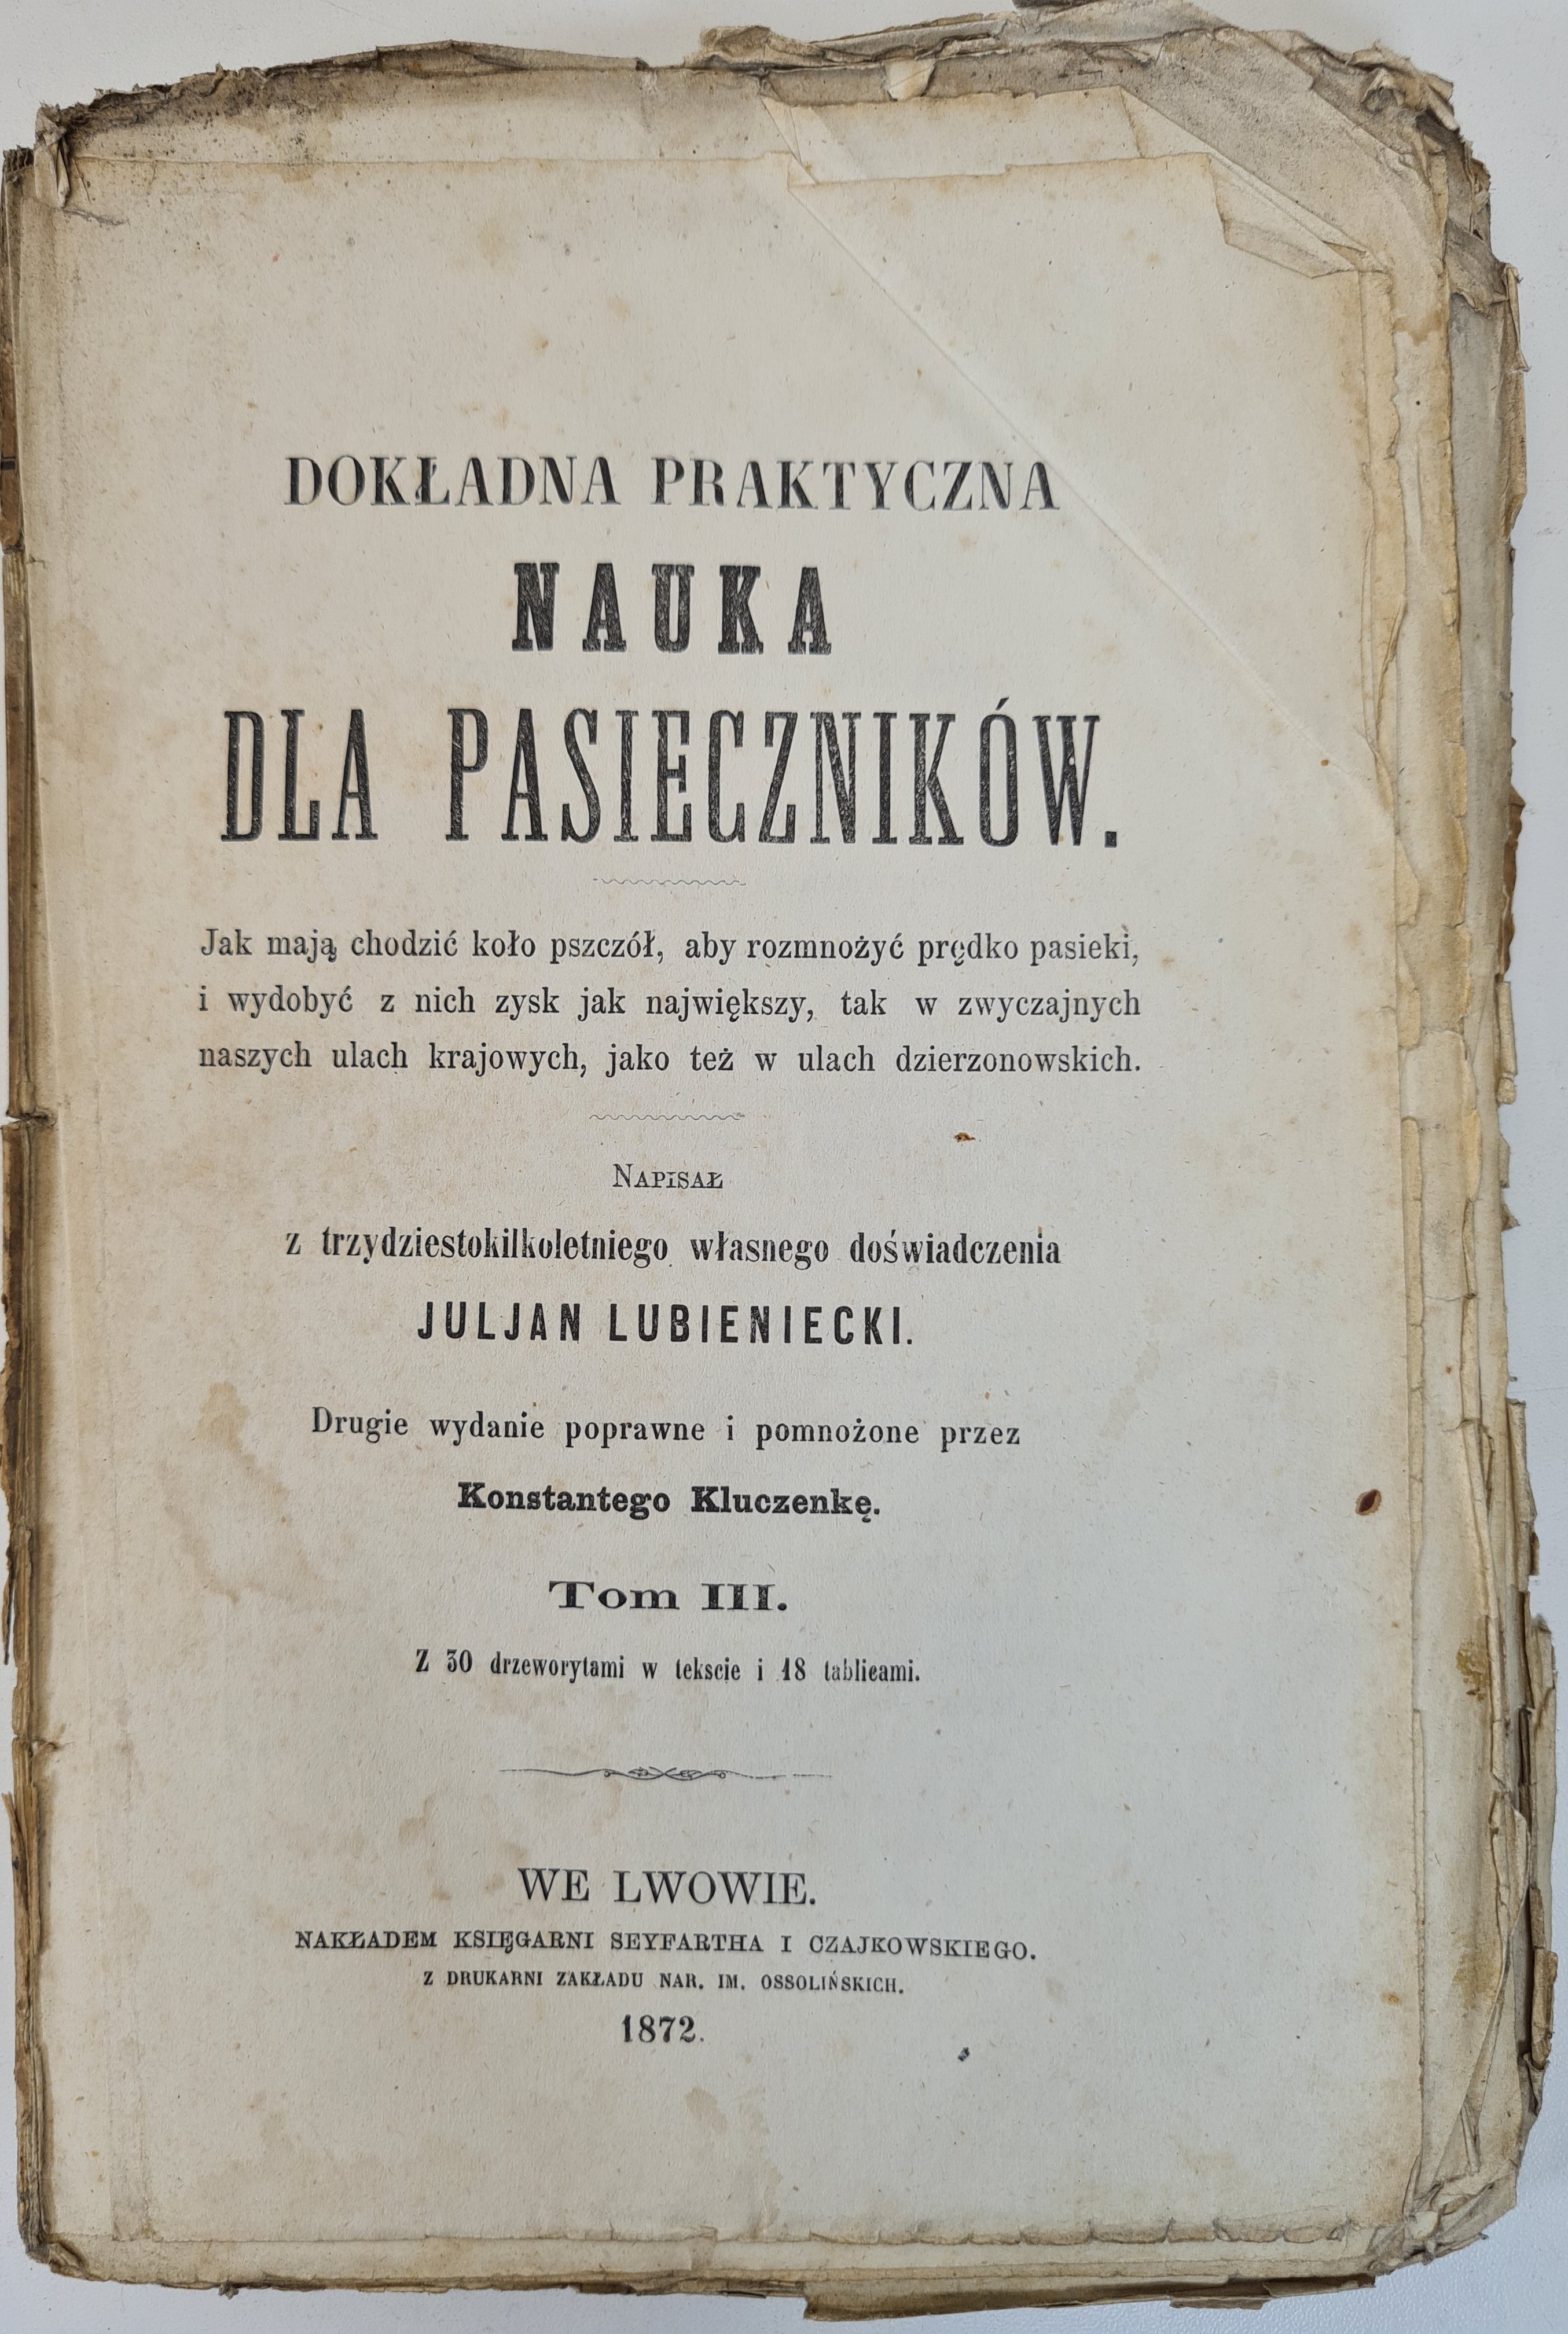 DOKŁADNA PRAKTYCZNA
NAUKA
DLA PASIECZNIKÓW.
Jak mają chodzić koło pszczół, aby rozmnożyć prędko pasieki,
i wydobyć z nich zysk jak największy, tak w zwyczajnych
naszych ulach krajowych, jako też w ulach dzierzonowskich.
NAPISAŁ
z trzydziestokilkoletniego własnego doświadczenia
JULJAN LUBIENIECKI.
Drugie wydanie poprawne i pomnożone przez
Konstantego Kluczenkę.
Tom III.
Z 30 drzeworytami w tekscie i 18 tablicami.
WE LWOWIE.
NAKŁADEM KSIĘGARNI SEYFARTHA I CZAJKOWSKIEGO.
Z DRUKARNI ZAKŁADU NAR. IM. OSSOLIŃSKICH.
1872.